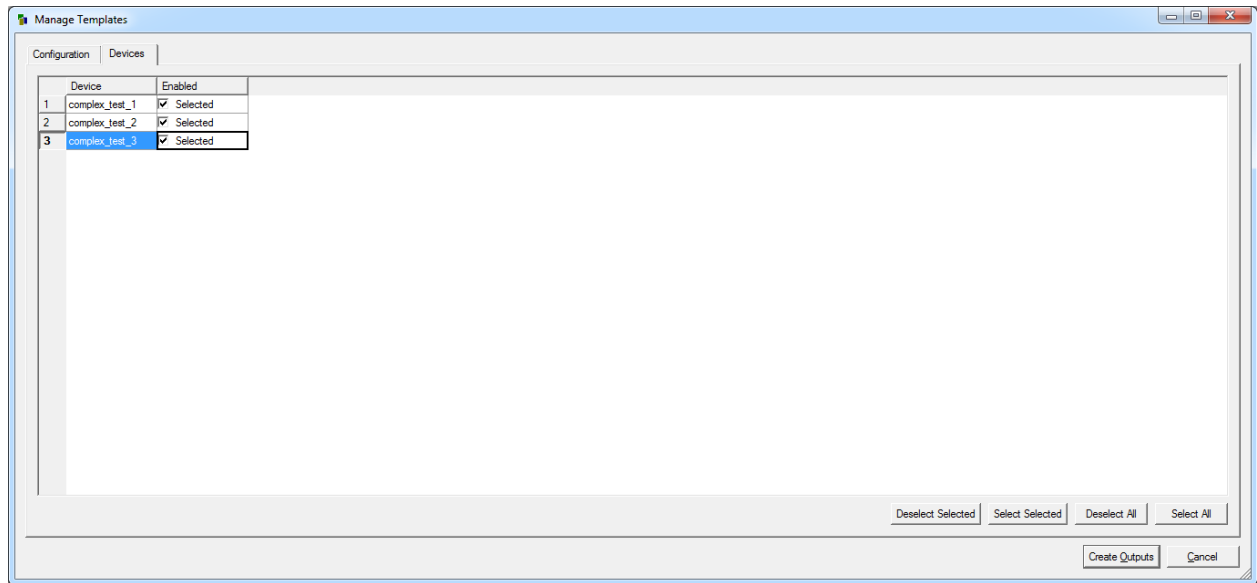 Manage Templates
Configuration Devices
Device Enabled
1 complex_test_1 Selected
2 complex_test_2 Selected
3 complex_test_3 Selected
Deselect Selected Select Selected Deselect All Select All
Create Outputs Cancel